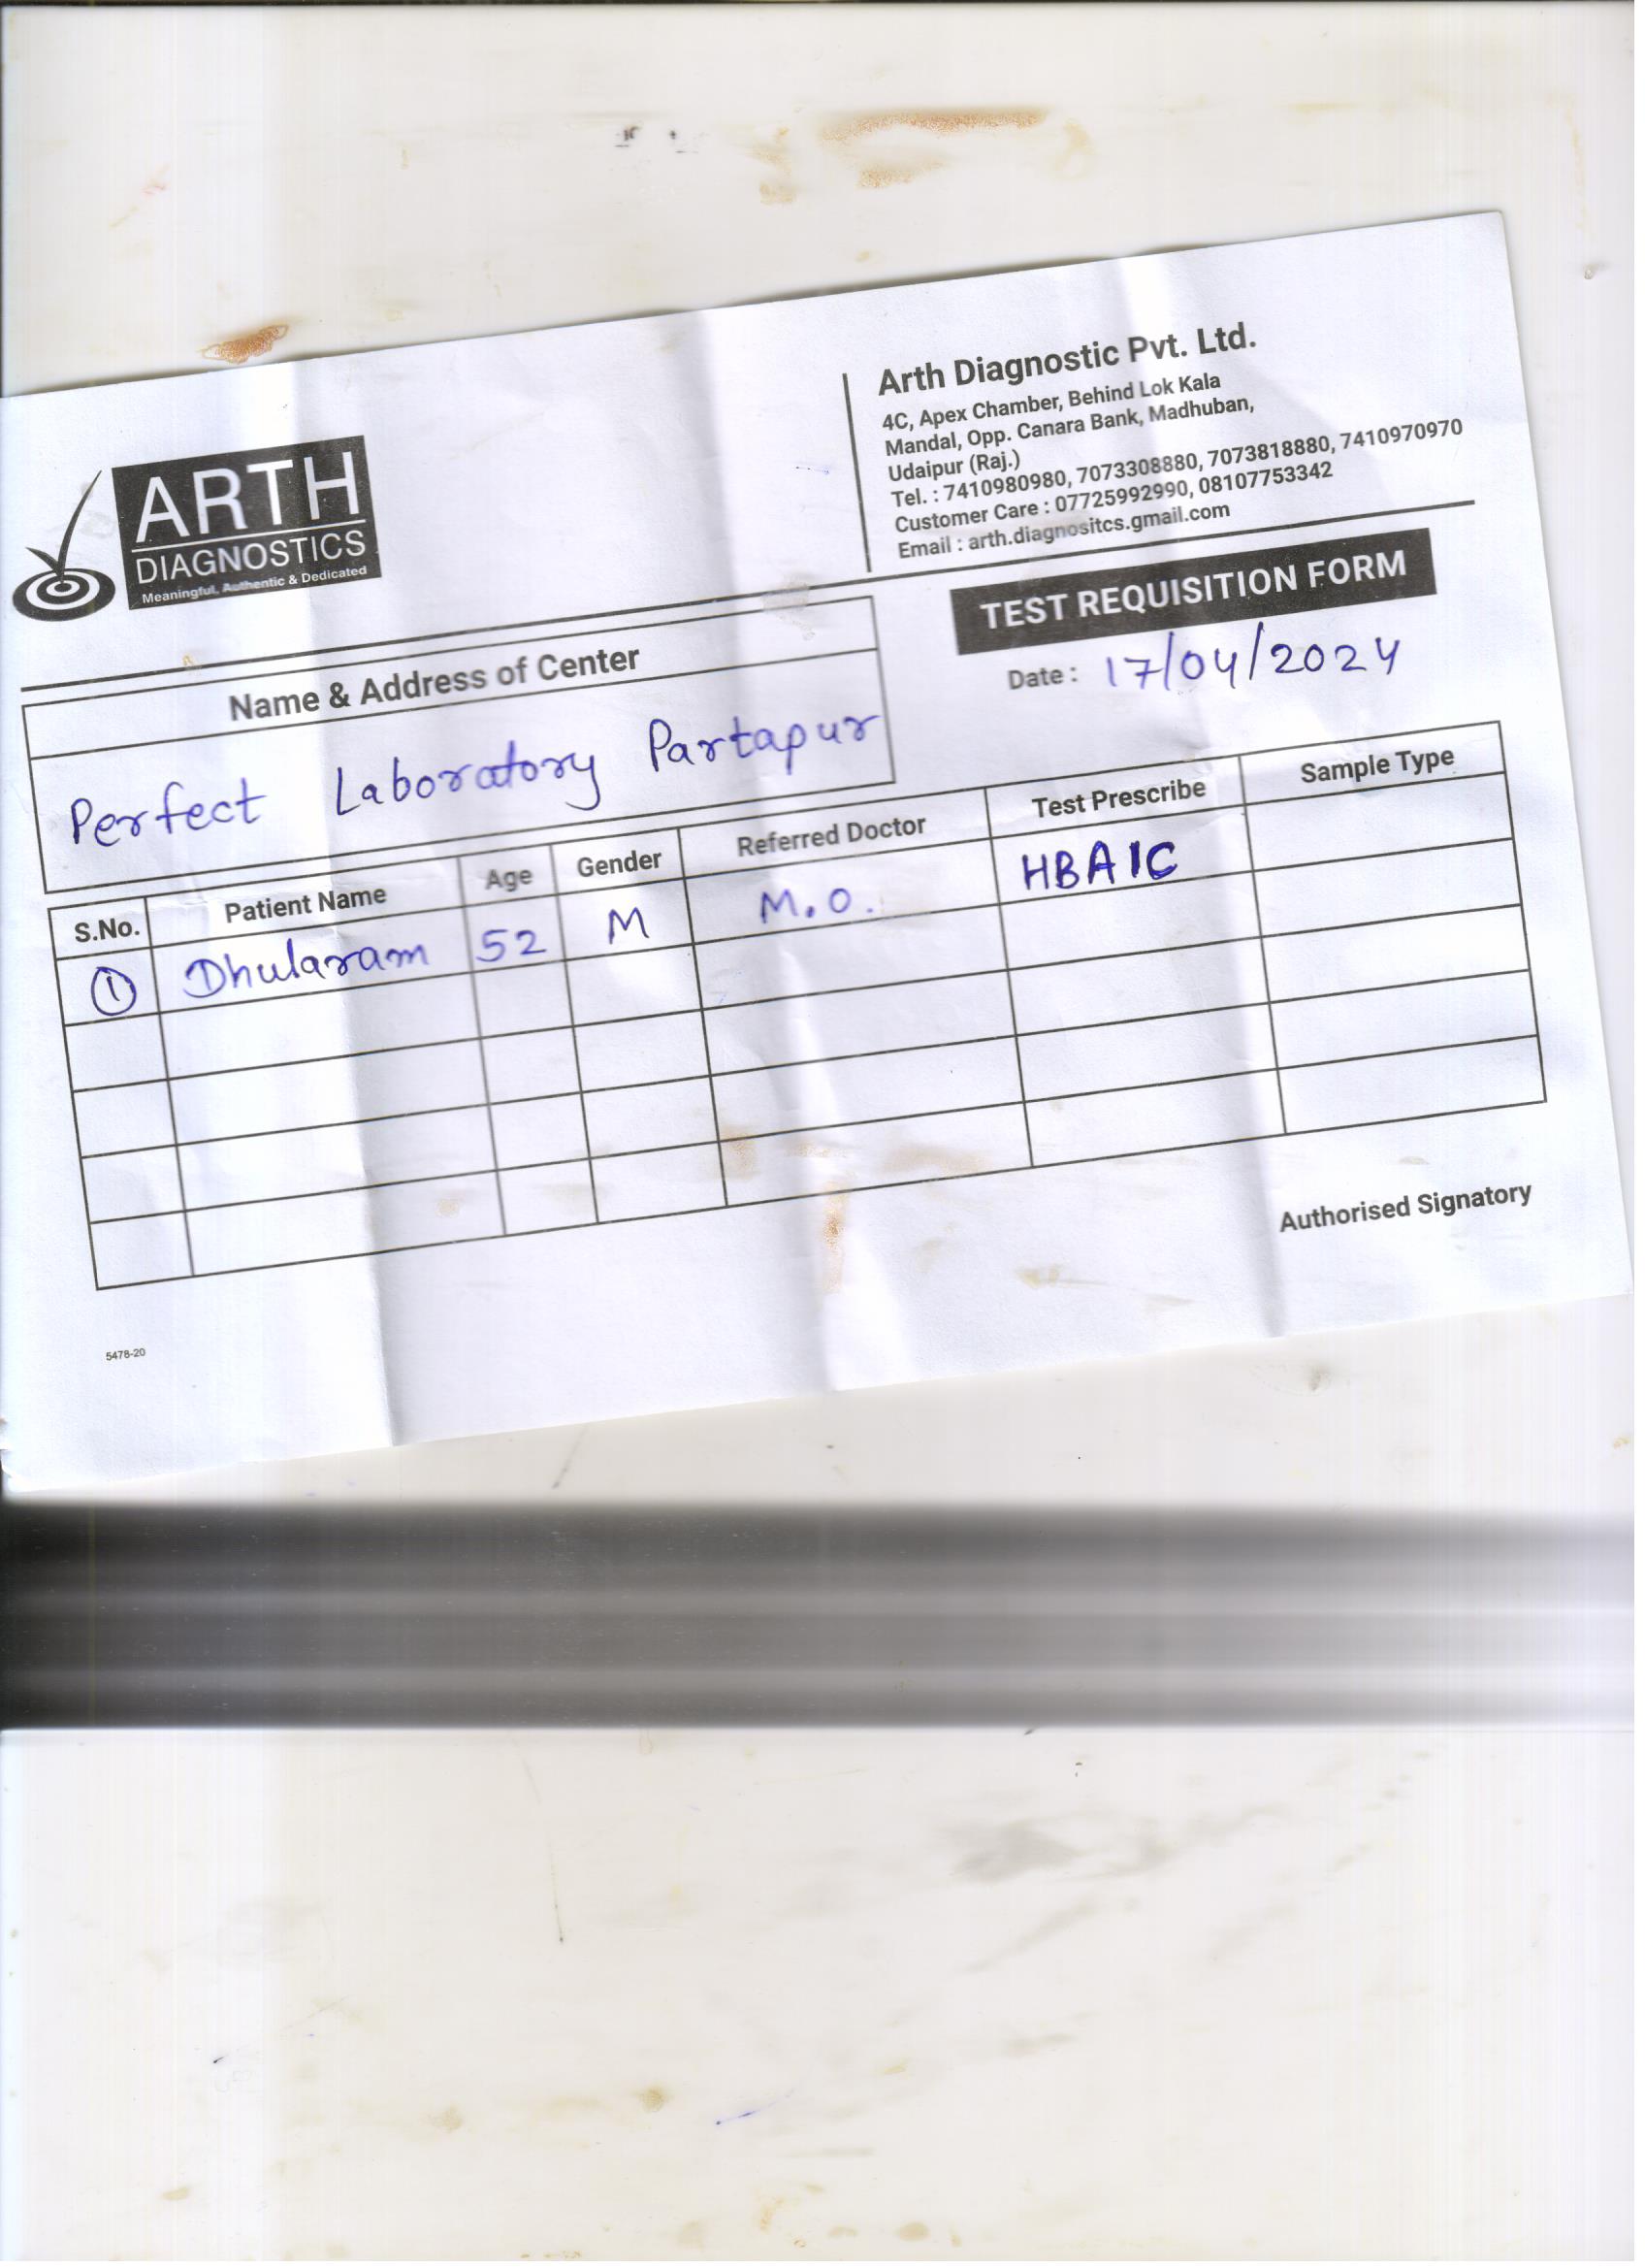 ARTH
DIAGNOSTICS
Meaningful, Authentic & Dedicated
Arth Diagnostic Pvt. Ltd.
4C, Apex Chamber, Behind Lok Kala
Mandal, Opp. Canara Bank, Madhuban,
Udaipur (Raj.)
Tel. : 7410980980, 7073308880, 7073818880, 7410970970
Customer Care : 07725992990, 08107753342
Email : arth.diagnositcs.gmail.com
TEST REQUISITION FORM
Date : 17/04/2024
Name & Address of Center
Perfect Laboratory Partapur
S.No. Patient Name Age Gender Referred Doctor Test Prescribe Sample Type
1 Dhularam 52 M M.O. HBA1C
Authorised Signatory
5478-20